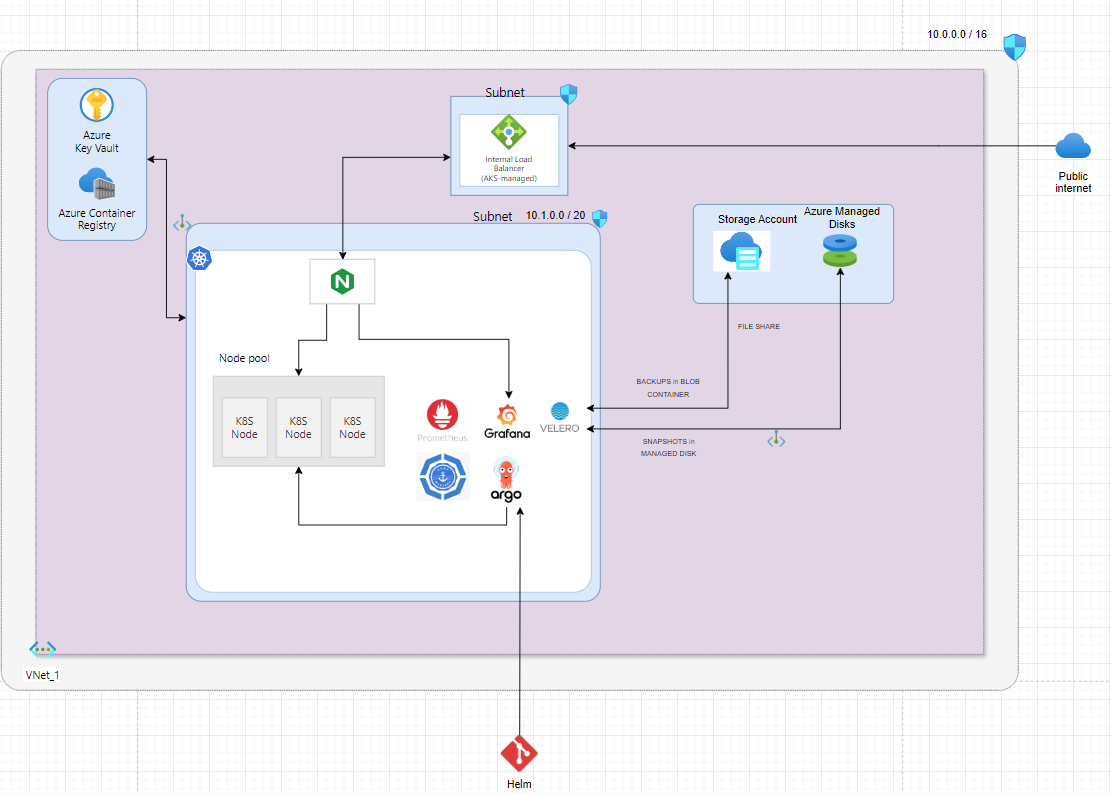 10.0.0.0 / 16
Azure
Key Vault
Azure Container
Registry
Subnet
Internal Load
Balancer
(AKS-managed)
Public
internet
Subnet
10.1.0.0 / 20
Storage Account
Azure Managed
Disks
N
FILE SHARE
Node pool
BACKUPS in BLOB
CONTAINER
K8S
Node
K8S
Node
K8S
Node
Prometheus
Grafana
VELERO
SNAPSHOTS in
MANAGED DISK
argo
VNet_1
Helm